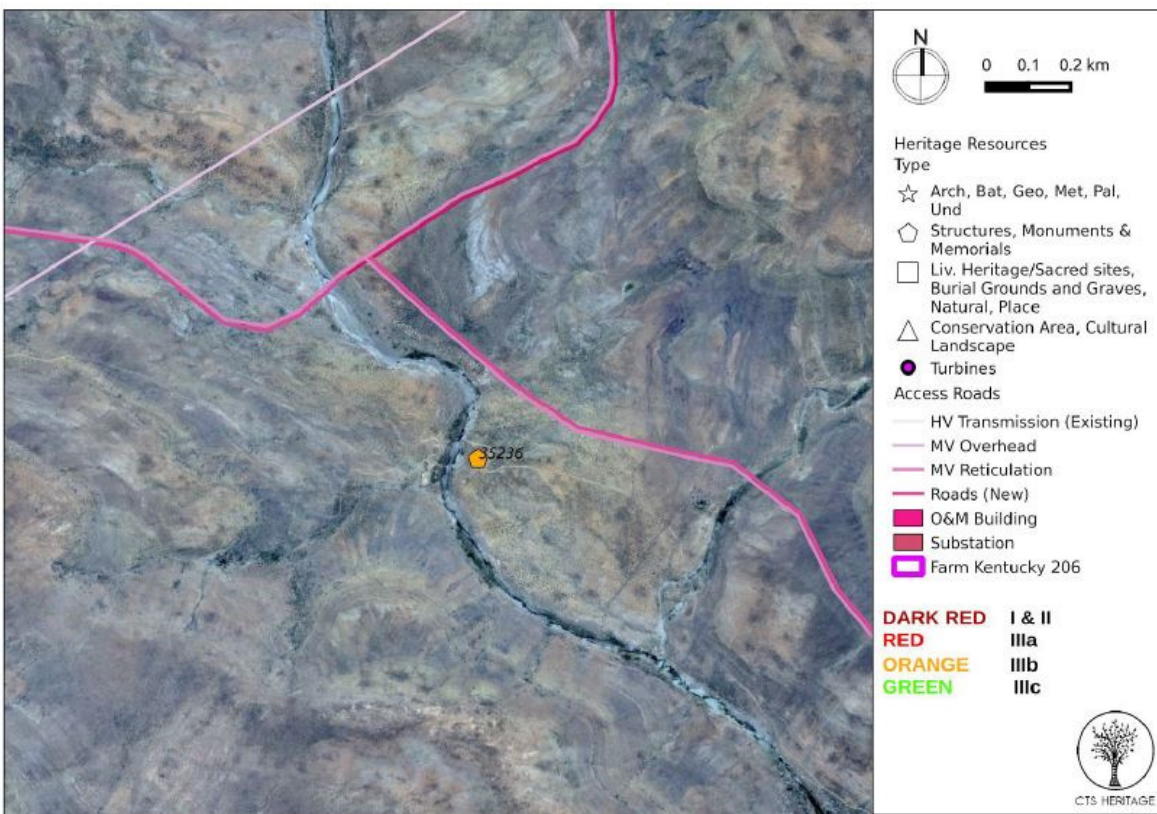 35236
N
0 0.1 0.2 km
Heritage Resources
Type
Arch, Bat, Geo, Met, Pal,
Und
Structures, Monuments &
Memorials
Liv. Heritage/Sacred sites,
Burial Grounds and Graves,
Natural, Place
Conservation Area, Cultural
Landscape
Turbines
Access Roads
HV Transmission (Existing)
MV Overhead
MV Reticulation
Roads (New)
O&M Building
Substation
Farm Kentucky 206
DARK RED I & II
RED IIIa
ORANGE IIIb
GREEN IIIc
CTS HERITAGE